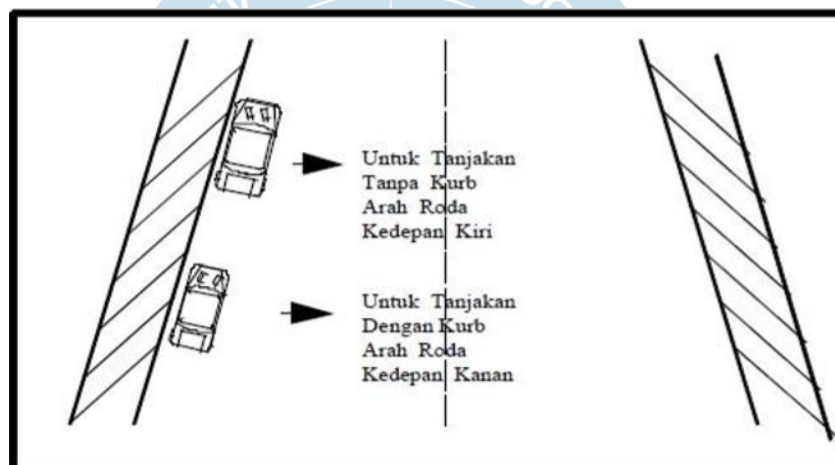 Untuk Tanjakan
Tanpa Kurb
Arah Roda
Kedepan Kiri
Untuk Tanjakan
Dengan Kurb
Arah Roda
Kedepan Kanan